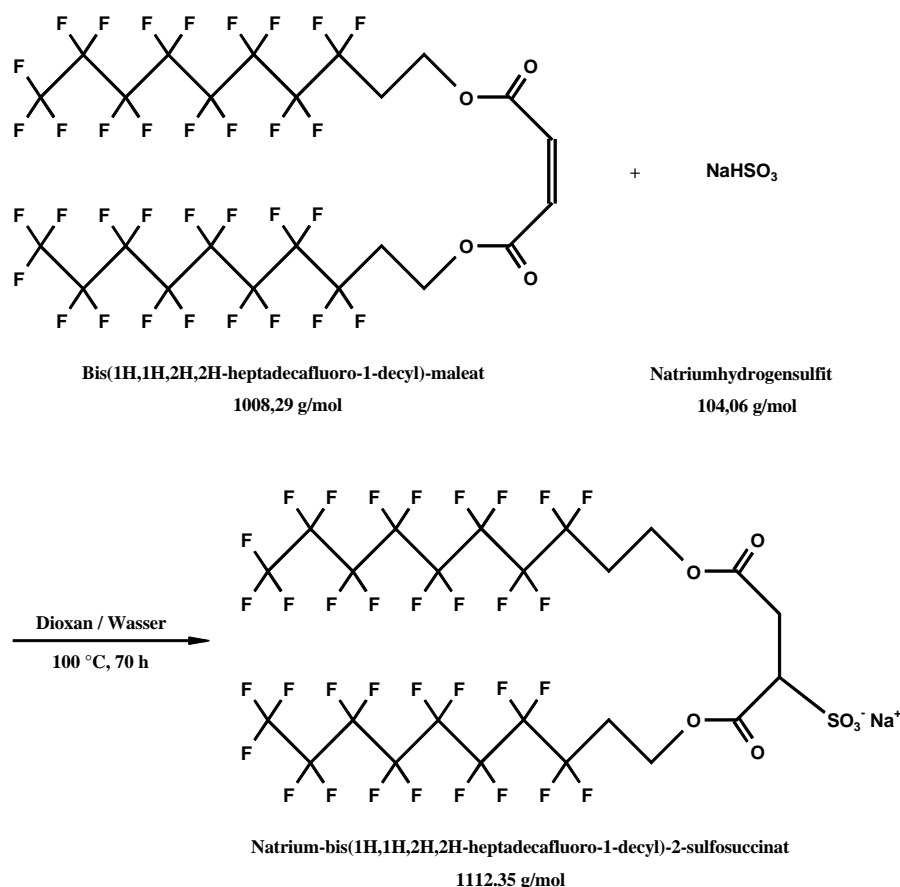 F F F F F F F F
F O
O
F F F F F F F F
+ NaHSO₃
F F F F F F F F
O
F O
F F F F F F F F
Bis(1H,1H,2H,2H-heptadecafluoro-1-decyl)-maleat
1008,29 g/mol
Natriumhydrogensulfit
104,06 g/mol
Dioxan / Wasser
100 °C, 70 h
F F F F F F F F
F O
O
F F F F F F F F
F F F F F F F F
O SO₃⁻ Na⁺
F O
F F F F F F F F
Natrium-bis(1H,1H,2H,2H-heptadecafluoro-1-decyl)-2-sulfosuccinat
1112.35 g/mol